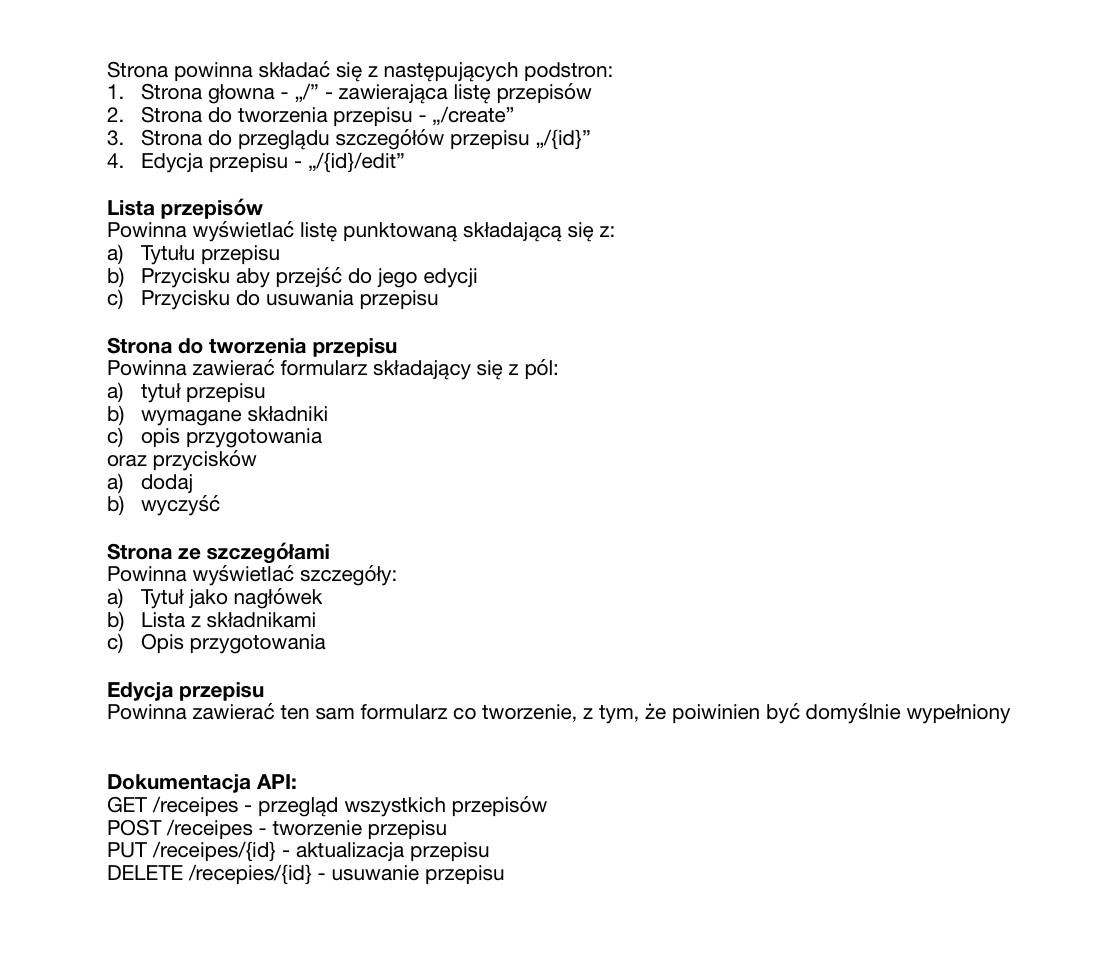 Strona powinna składać się z następujących podstron:
1. Strona głowna - „/” - zawierająca listę przepisów
2. Strona do tworzenia przepisu - „/create”
3. Strona do przeglądu szczegółów przepisu „/{id}”
4. Edycja przepisu - „/{id}/edit”
Lista przepisów
Powinna wyświetlać listę punktowaną składającą się z:
a) Tytułu przepisu
b) Przycisku aby przejść do jego edycji
c) Przycisku do usuwania przepisu
Strona do tworzenia przepisu
Powinna zawierać formularz składający się z pól:
a) tytuł przepisu
b) wymagane składniki
c) opis przygotowania
oraz przycisków
a) dodaj
b) wyczyść
Strona ze szczegółami
Powinna wyświetlać szczegóły:
a) Tytuł jako nagłówek
b) Lista z składnikami
c) Opis przygotowania
Edycja przepisu
Powinna zawierać ten sam formularz co tworzenie, z tym, że poiwinien być domyślnie wypełniony
Dokumentacja API:
GET /receipes - przegląd wszystkich przepisów
POST /receipes - tworzenie przepisu
PUT /receipes/{id} - aktualizacja przepisu
DELETE /recepies/{id} - usuwanie przepisu